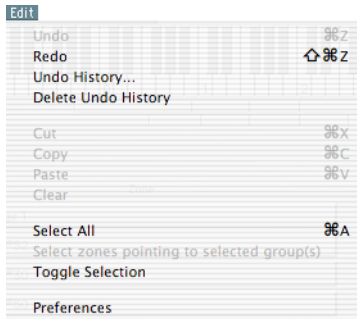 Edit
Undo ⌘Z
Redo ⇧⌘Z
Undo History...
Delete Undo History
Cut ⌘X
Copy ⌘C
Paste ⌘V
Clear
Select All ⌘A
Select zones pointing to selected group(s)
Toggle Selection
Preferences